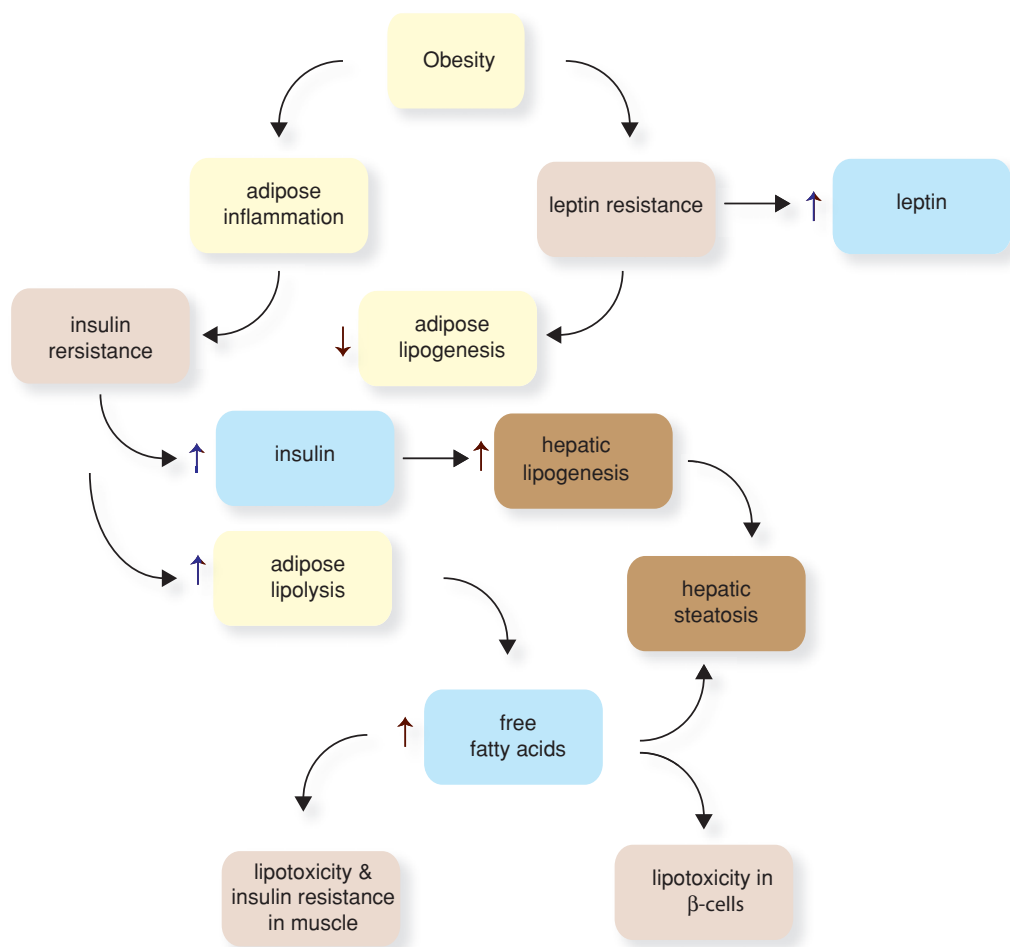 Obesity
adipose
inflammation
leptin resistance
↑
leptin
insulin
rersistance
↓
adipose
lipogenesis
↑
insulin
↑
hepatic
lipogenesis
↑
adipose
lipolysis
hepatic
steatosis
↑
free
fatty acids
lipotoxicity &
insulin resistance
in muscle
lipotoxicity in
β-cells